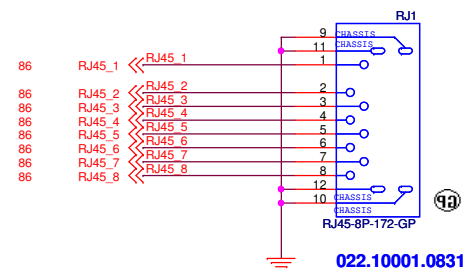 RJ1
9 CHASSIS
11 CHASSIS
86 RJ45_1 RJ45_1 1
86 RJ45_2 RJ45_2 2
86 RJ45_3 RJ45_3 3
86 RJ45_4 RJ45_4 4
86 RJ45_5 RJ45_5 5
86 RJ45_6 RJ45_6 6
86 RJ45_7 RJ45_7 7
86 RJ45_8 RJ45_8 8
12
10 CHASSIS
CHASSIS
GP
RJ45-8P-172-GP
022.10001.0831